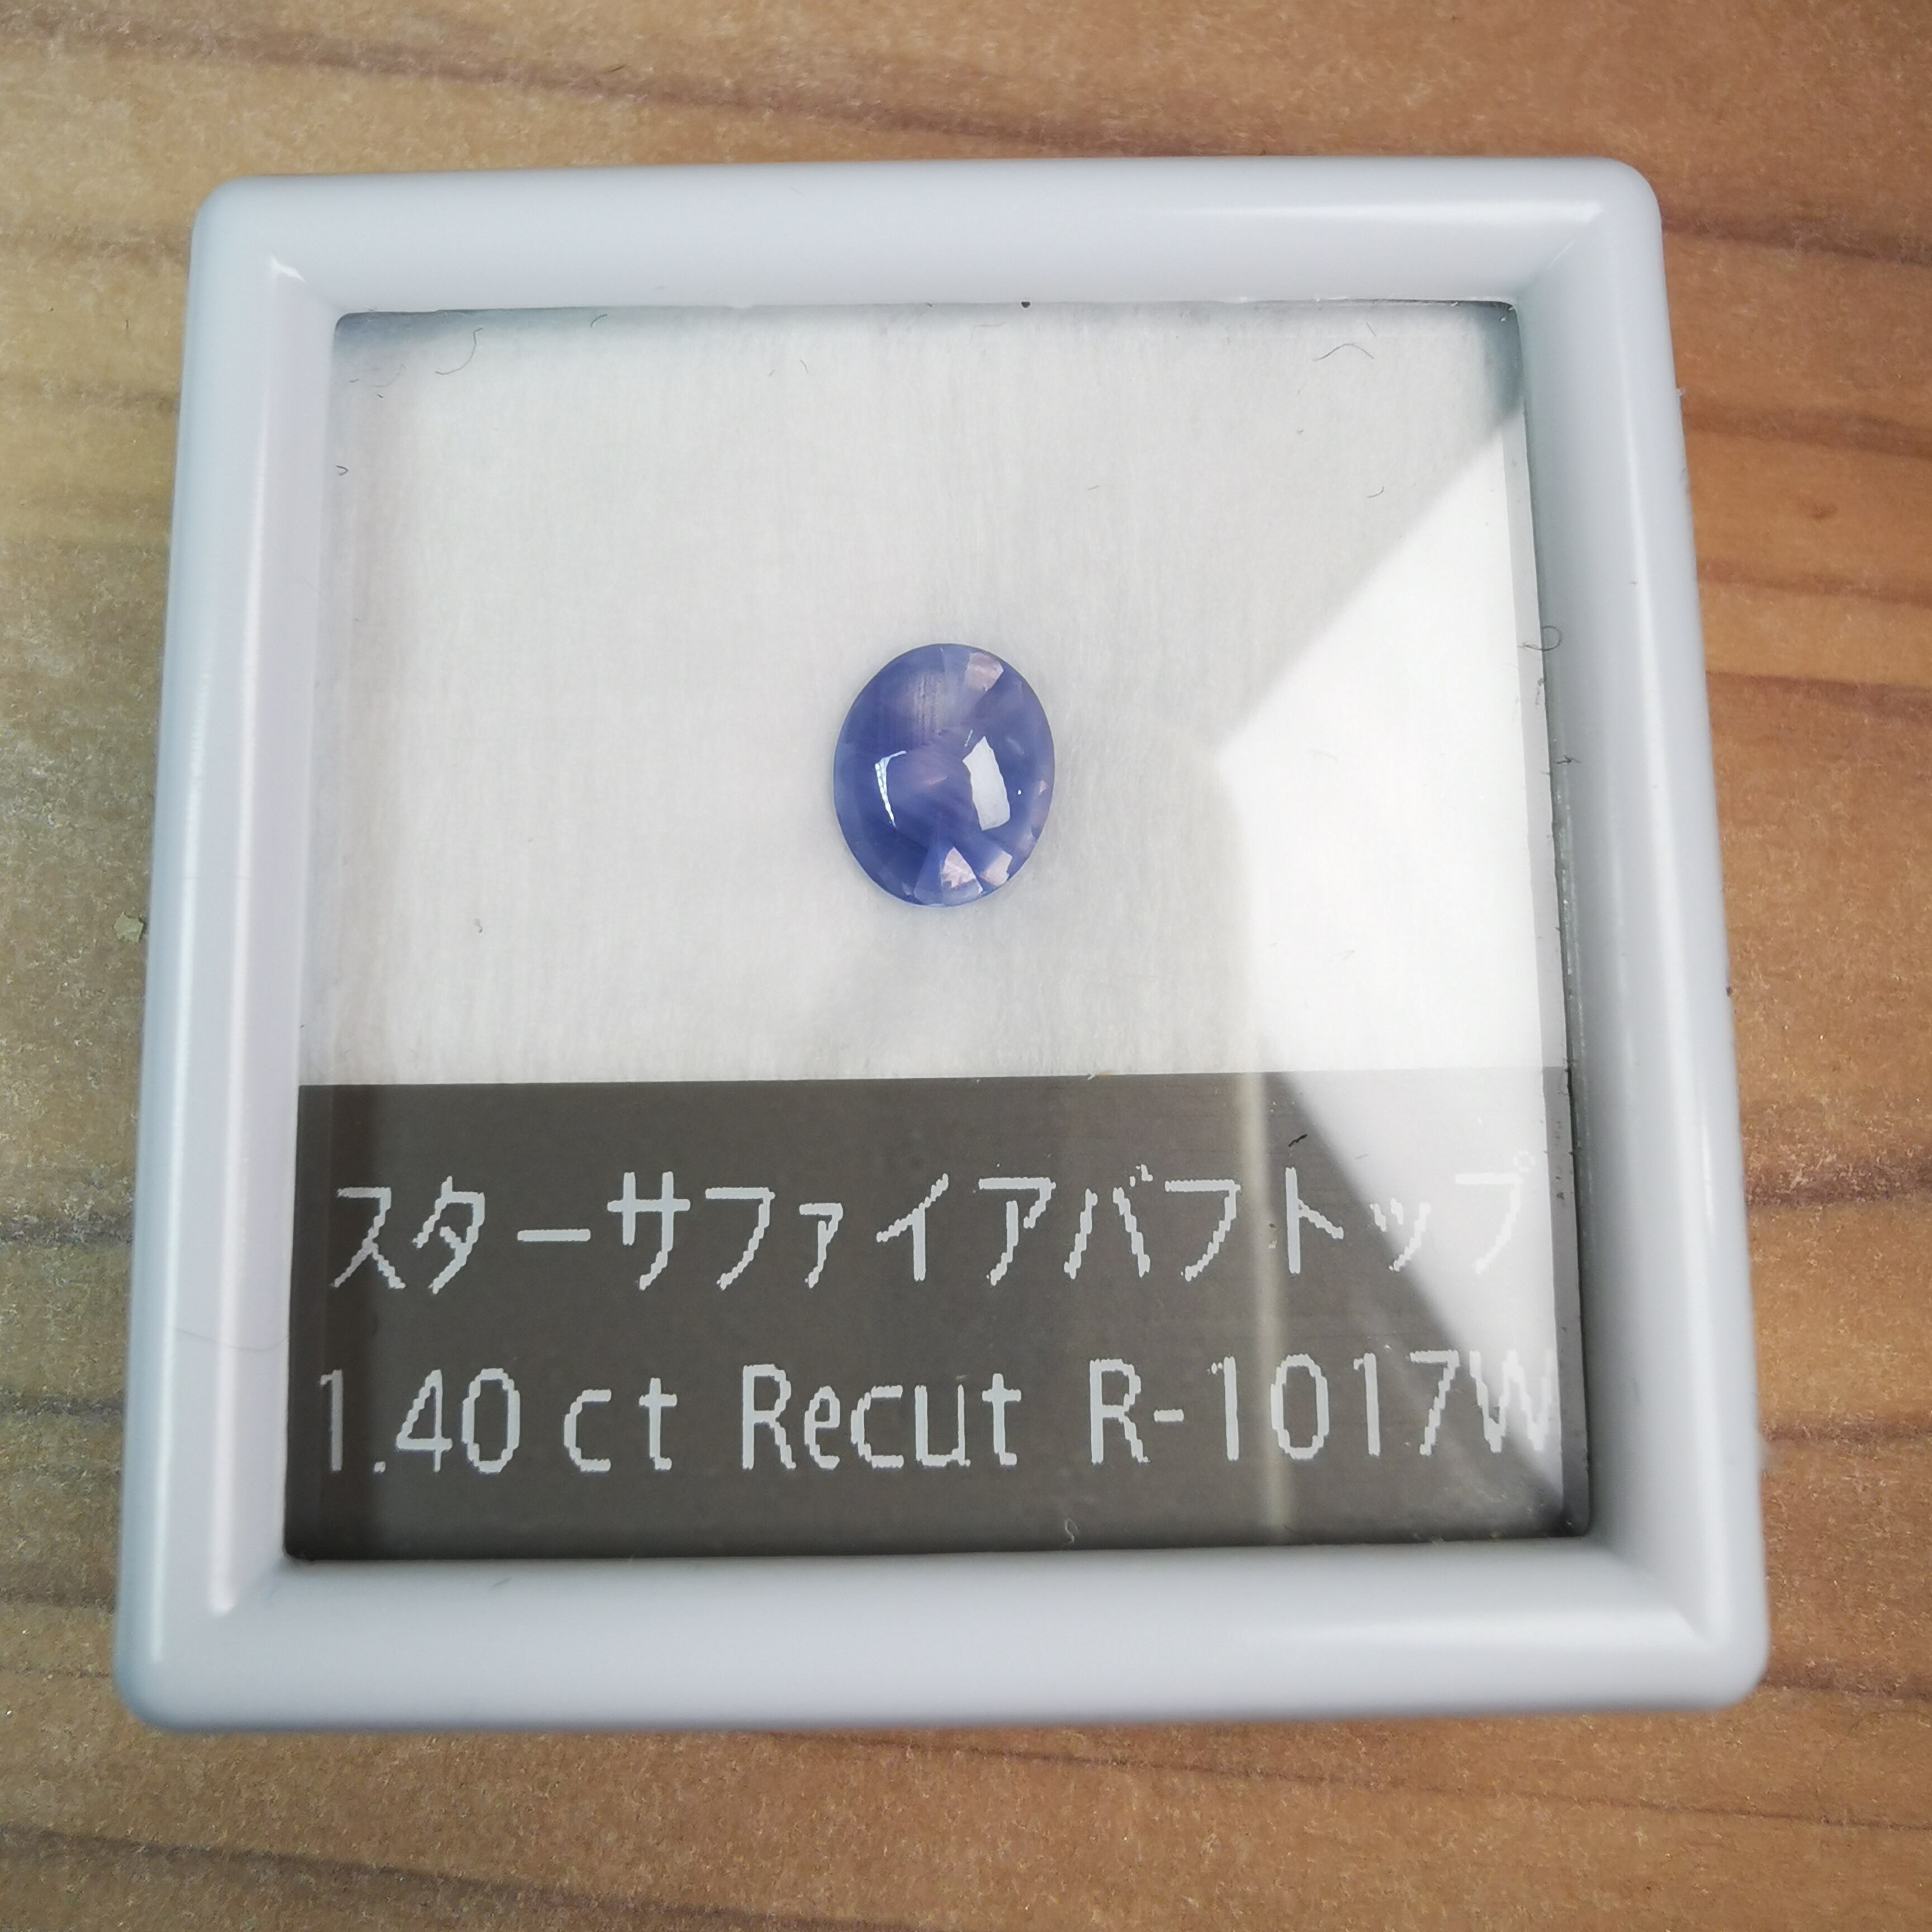 スターサファイアバフトップ
1.40 ct Recut R-1017W